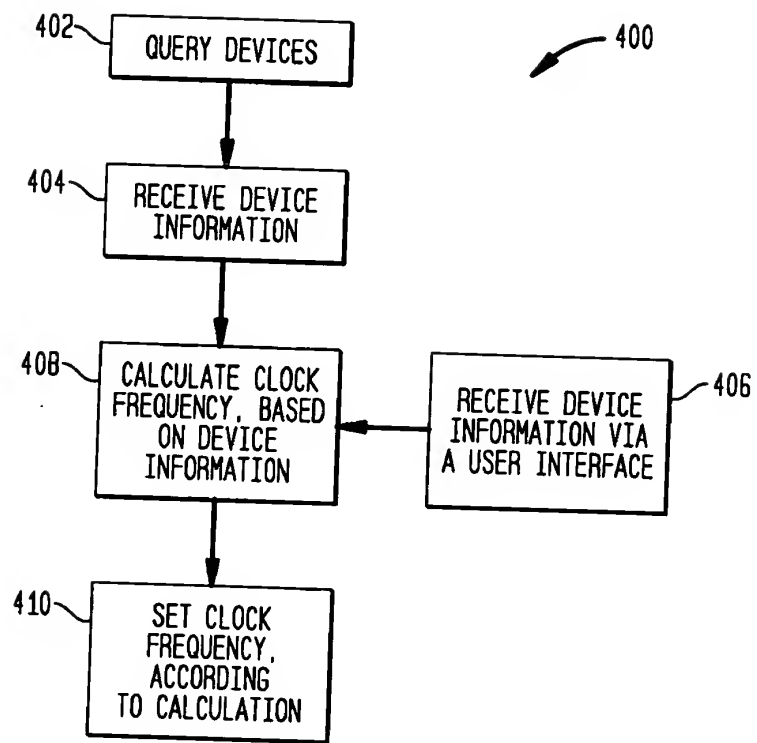 402
QUERY DEVICES
400
404
RECEIVE DEVICE
INFORMATION
408
CALCULATE CLOCK
FREQUENCY, BASED
ON DEVICE
INFORMATION
RECEIVE DEVICE
INFORMATION VIA
A USER INTERFACE
406
410
SET CLOCK
FREQUENCY,
ACCORDING
TO CALCULATION